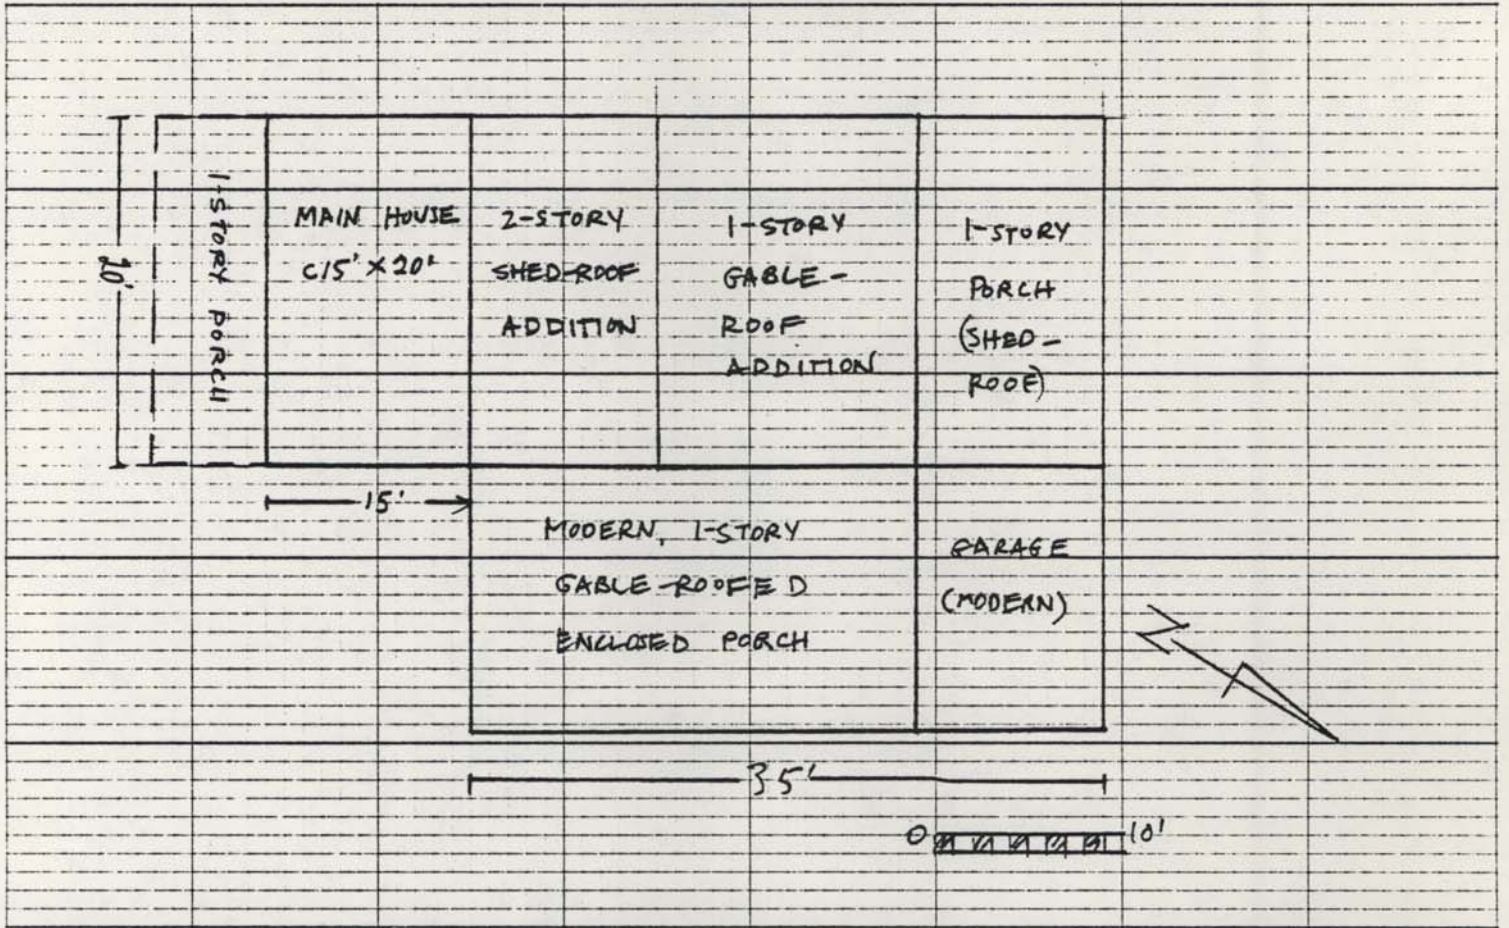 20'
1-STORY PORCH
MAIN HOUSE
C15' X 20'
2-STORY
SHED-ROOF
ADDITION
1-STORY
GABLE-
ROOF
ADDITION
1-STORY
PORCH
(SHED-
ROOF)
15'
MODERN, 1-STORY
GABLE-ROOFED
ENCLOSED PORCH
GARAGE
(MODERN)
N
35'
0 10'